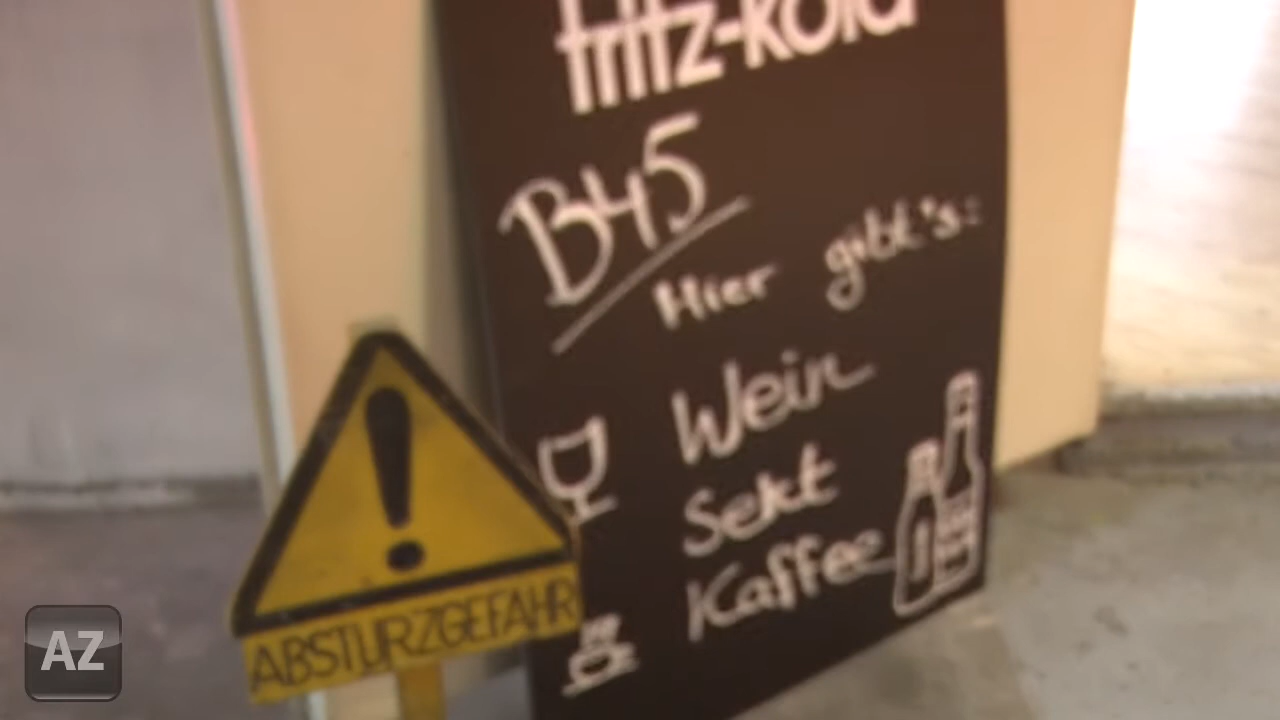 fritz-kola
B45
Hier gibt's:
Wein
Sekt
Kaffee
ABSTURZGEFAHR
AZ